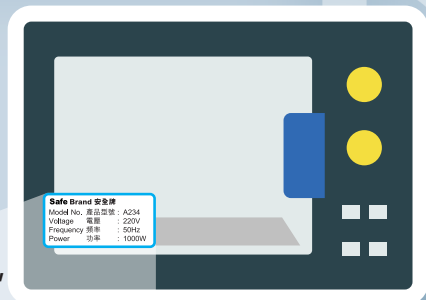 Safe Brand 安全牌
Model No. 產品型號 : A234
Voltage 電壓 : 220V
Frequency 頻率 : 50Hz
Power 功率 : 1000W